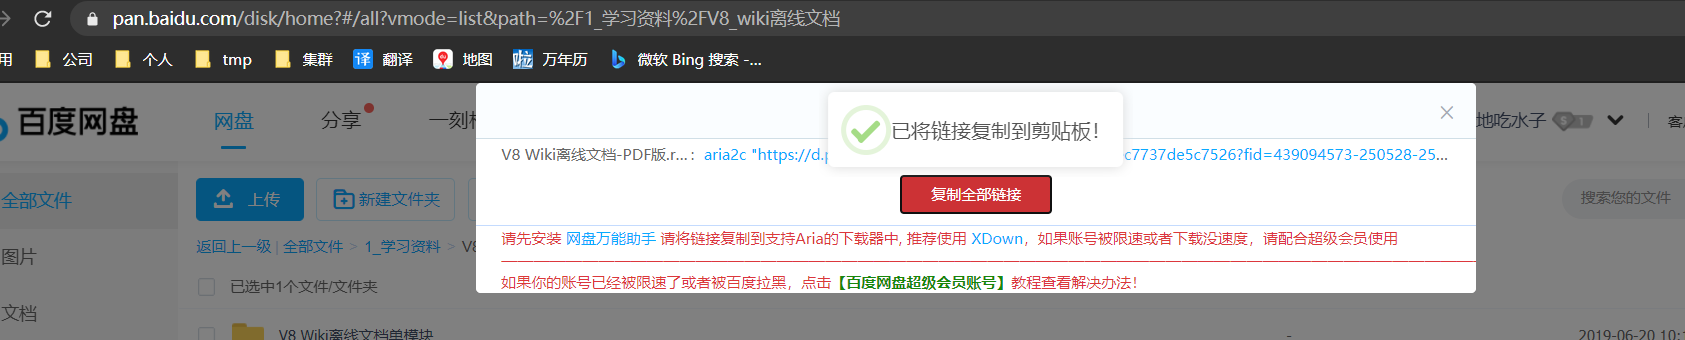 pan.baidu.com/disk/home?#/all?vmode=list&path=%2F1_学习资料%2FV8_wiki离线文档
用 公司 个人 tmp 集群 译 翻译 地图 万年历 微软 Bing 搜索 -...
百度网盘 网盘 分享 一刻 地吃水子 S 1 客
已将链接复制到剪贴板！
V8 Wiki离线文档-PDF版.r...： aria2c "https://d. c7737de5c7526?fid=439094573-250528-25...
全部文件 上传 新建文件夹 复制全部链接 搜索您的文件
请先安装 网盘万能助手 请将链接复制到支持Aria的下载器中, 推荐使用 XDown，如果账号被限速或者下载没速度，请配合超级会员使用
返回上一级 | 全部文件 > 1_学习资料 > V8
图片
如果你的账号已经被限速了或者被百度拉黑，点击【百度网盘超级会员账号】教程查看解决办法！
已选中1个文件/文件夹
文档
V8 Wiki离线文档单模块 - 2019-06-20 10: